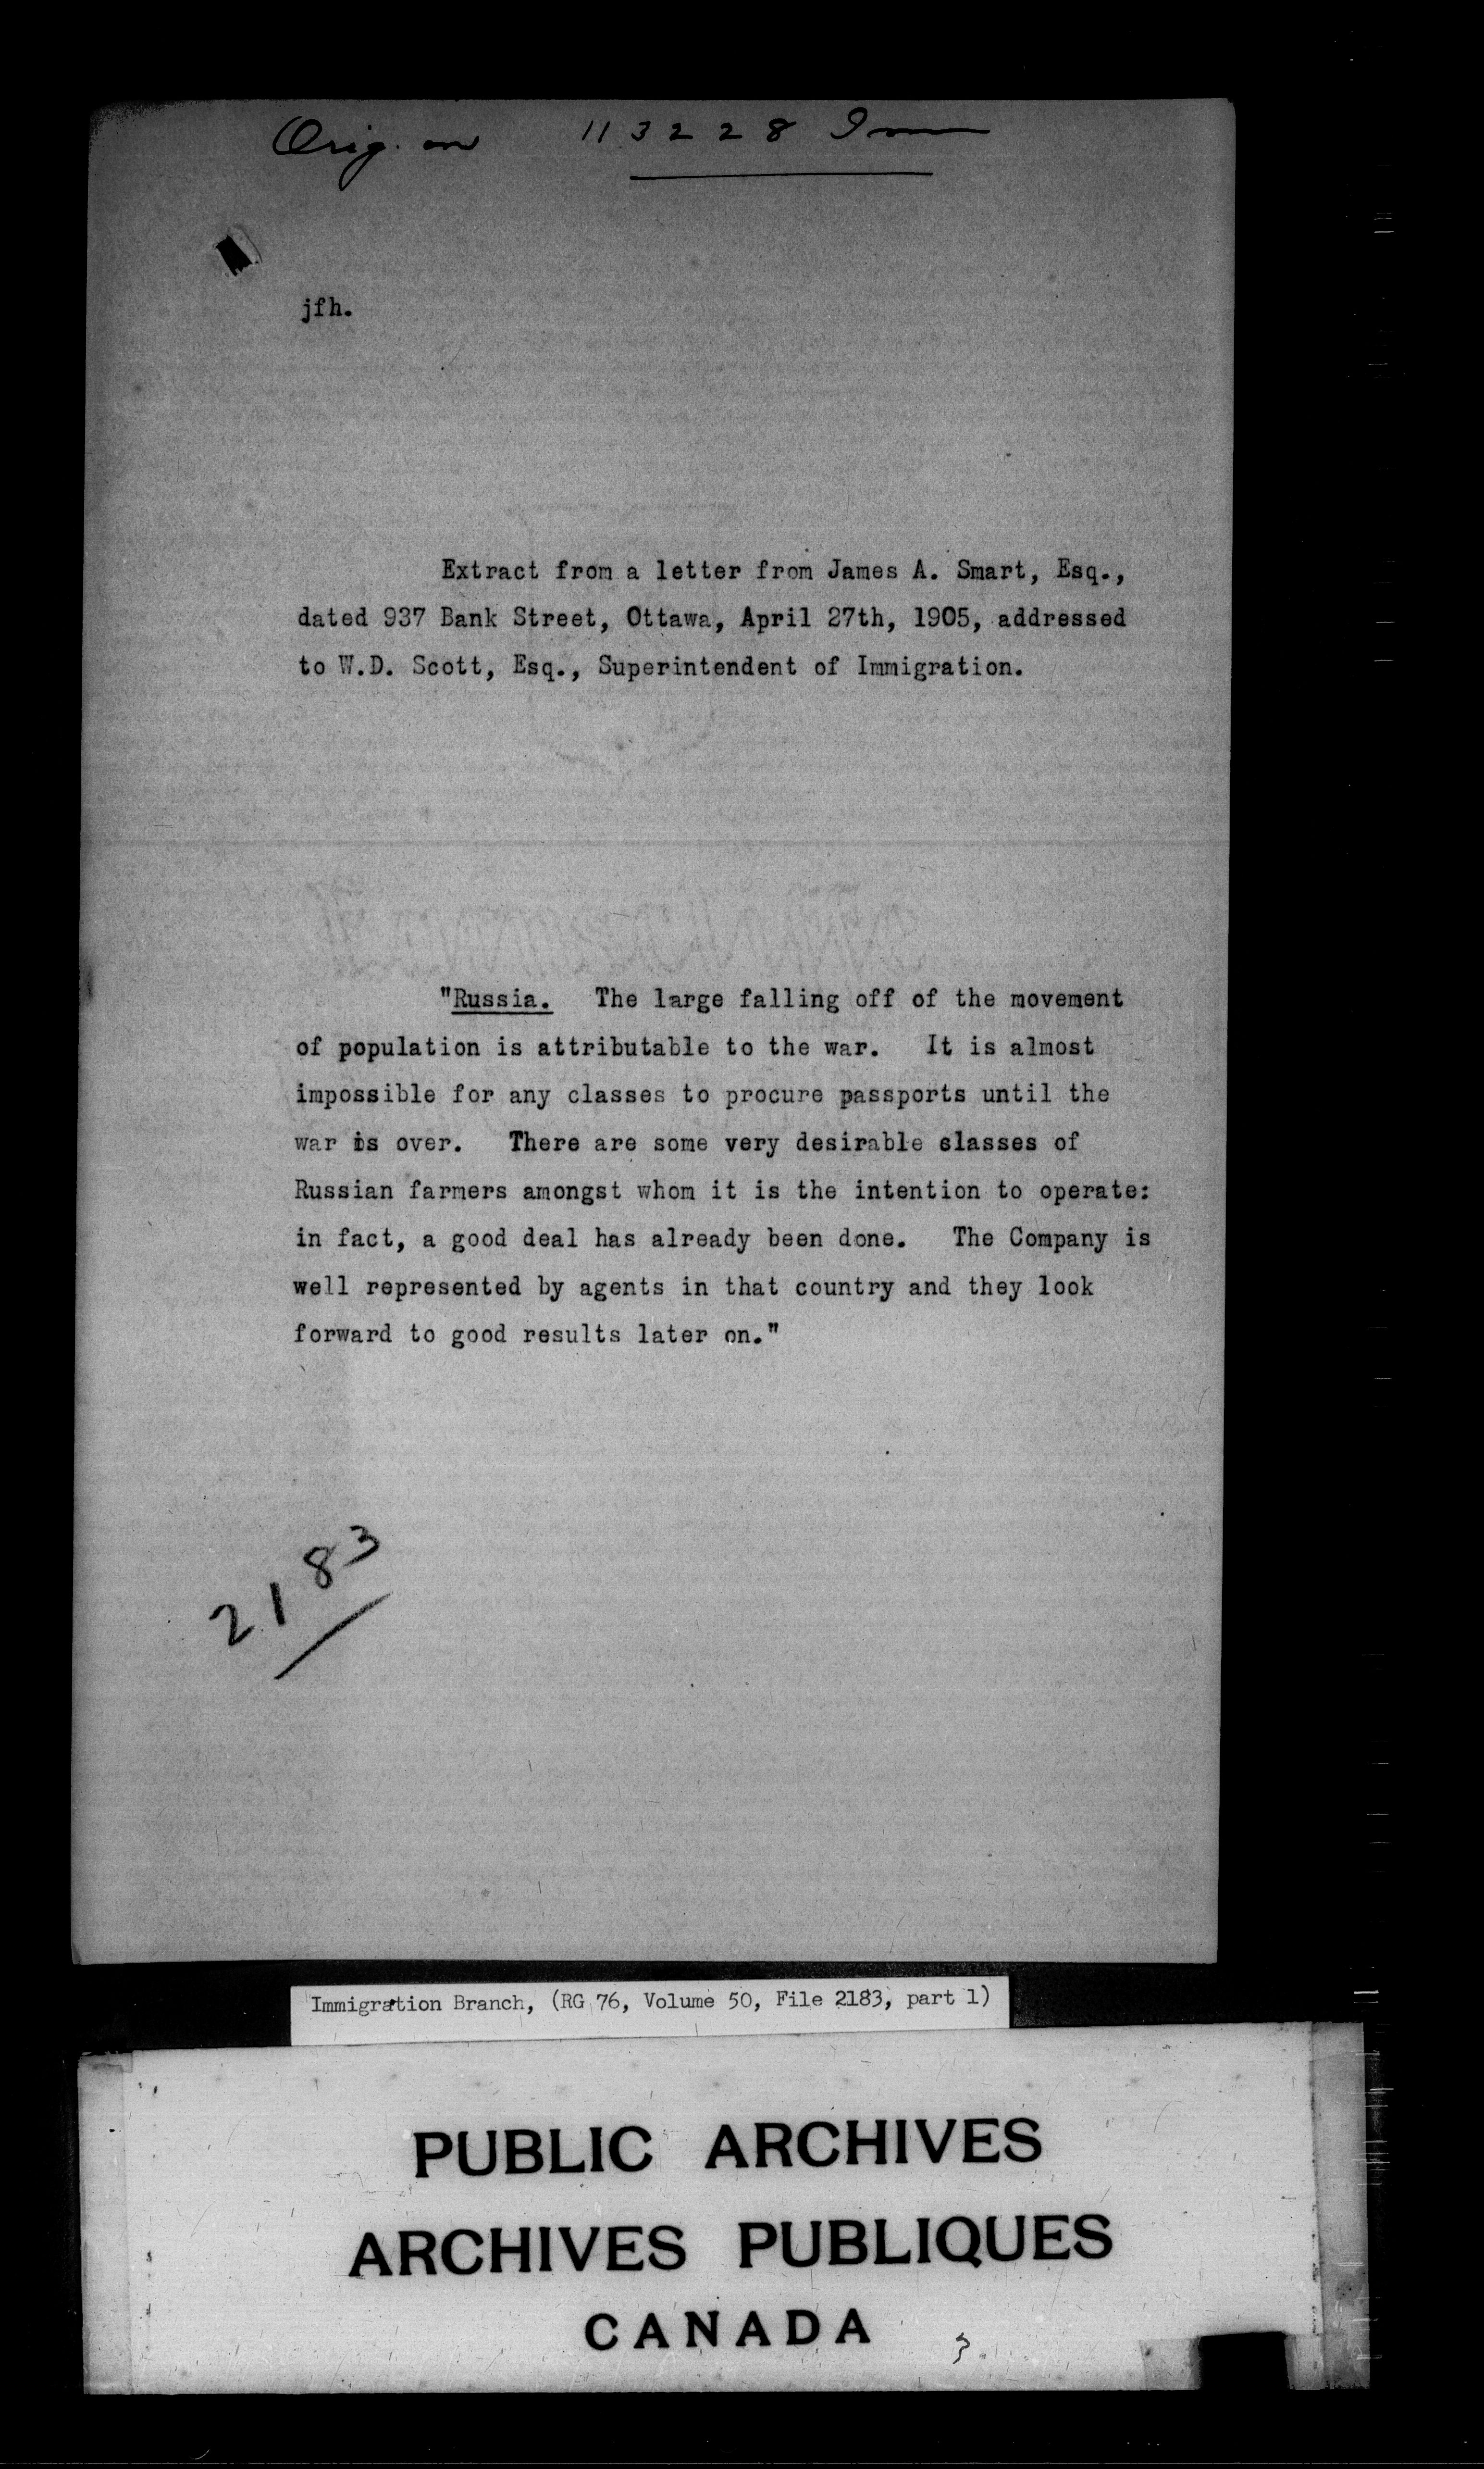 Orig. on 113228 Imm
jfh.
Extract from a letter from James A. Smart, Esq.,
dated 937 Bank Street, Ottawa, April 27th, 1905, addressed
to W.D. Scott, Esq., Superintendent of Immigration.
"Russia. The large falling off of the movement
of population is attributable to the war. It is almost
impossible for any classes to procure passports until the
war is over. There are some very desirable classes of
Russian farmers amongst whom it is the intention to operate:
in fact, a good deal has already been done. The Company is
well represented by agents in that country and they look
forward to good results later on."
2183
Immigration Branch, (RG 76, Volume 50, File 2183, part 1)
PUBLIC ARCHIVES
ARCHIVES PUBLIQUES
CANADA